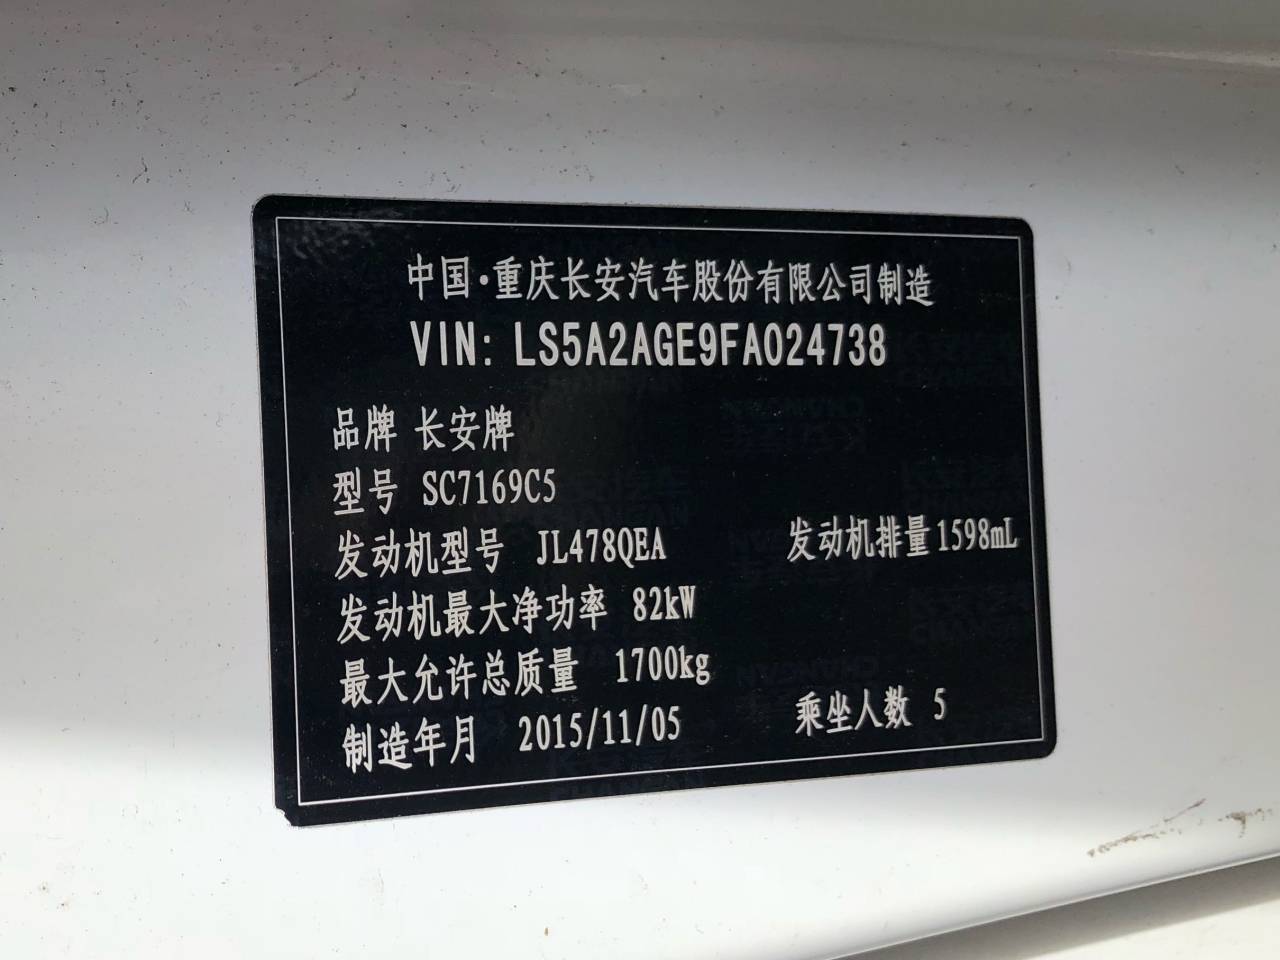 中国·重庆长安汽车股份有限公司制造
VIN: LS5A2AGE9FA024738
品牌 长安牌
型号 SC7169C5
发动机型号 JL478QEA 发动机排量 1598mL
发动机最大净功率 82kW
最大允许总质量 1700kg
制造年月 2015/11/05 乘坐人数 5